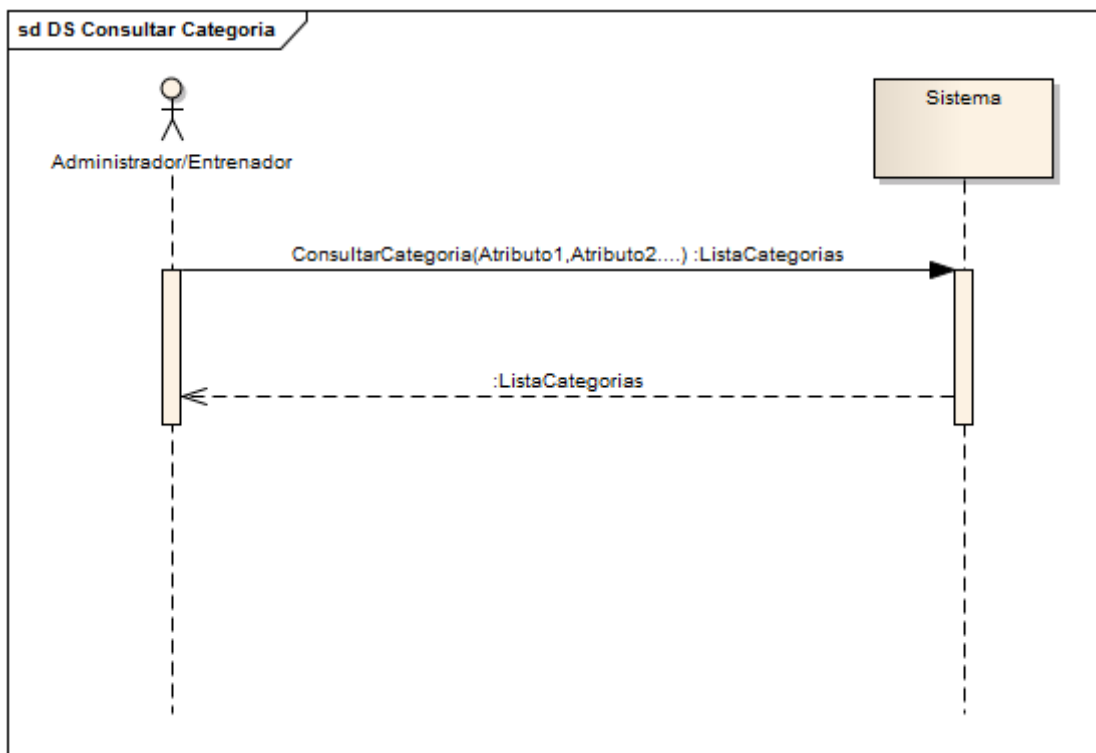 sd DS Consultar Categoria
Sistema
Administrador/Entrenador
ConsultarCategoria(Atributo1,Atributo2....) :ListaCategorias
:ListaCategorias